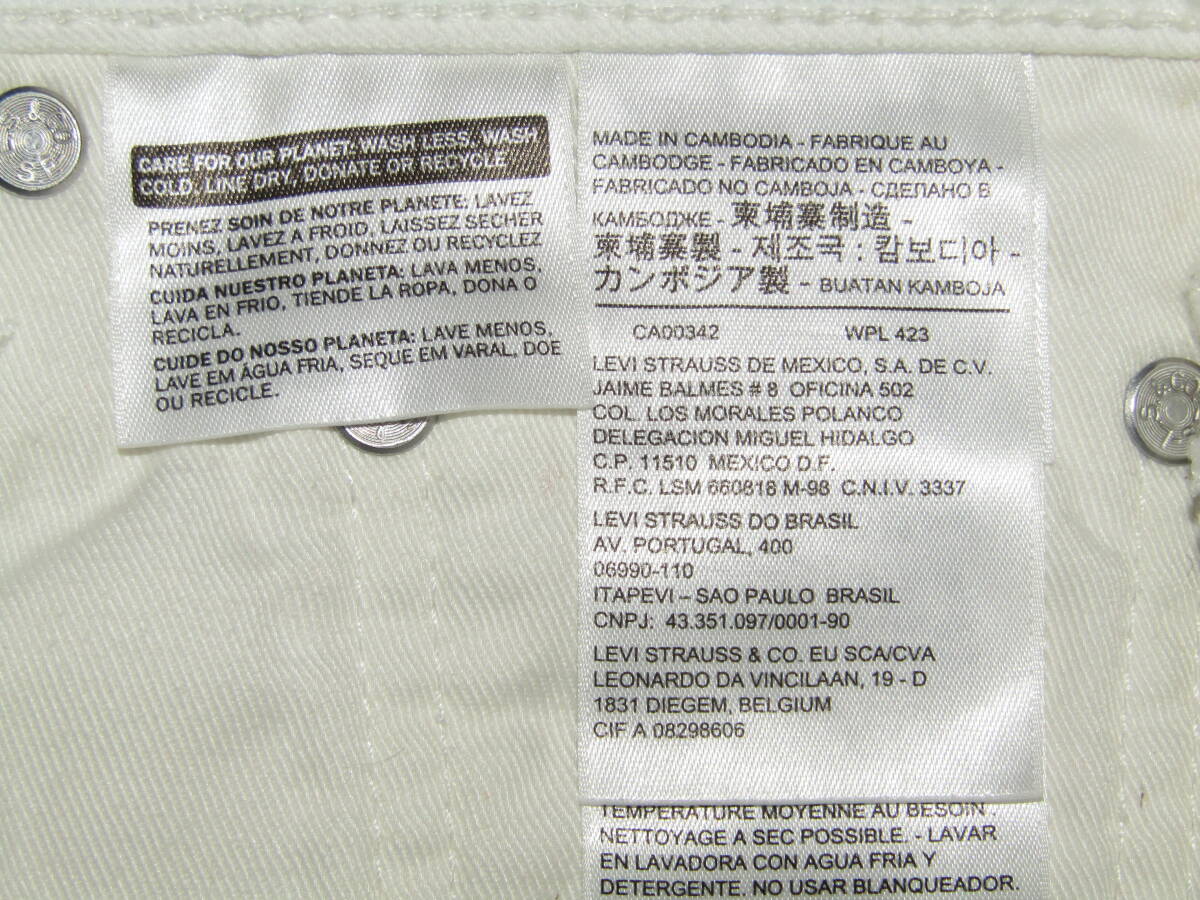 CARE FOR OUR PLANET: WASH LESS, WASH
COLD, LINE DRY, DONATE OR RECYCLE
PRENEZ SOIN DE NOTRE PLANETE: LAVEZ
MOINS, LAVEZ A FROID, LAISSEZ SECHER
NATURELLEMENT, DONNEZ OU RECYCLEZ
CUIDA NUESTRO PLANETA: LAVA MENOS,
LAVA EN FRIO, TIENDE LA ROPA, DONA O
RECICLA.
CUIDE DO NOSSO PLANETA: LAVE MENOS,
LAVE EM ÁGUA FRIA, SEQUE EM VARAL, DOE
OU RECICLE.
MADE IN CAMBODIA - FABRIQUE AU
CAMBODGE - FABRICADO EN CAMBOYA -
FABRICADO NO CAMBOJA - СДЕЛАНО В
КАМБОДЖЕ - 柬埔寨制造 -
柬埔寨製 - 제조국 : 캄보디아 -
カンボジア製 - BUATAN KAMBOJA
CA00342 WPL 423
LEVI STRAUSS DE MEXICO, S.A. DE C.V.
JAIME BALMES # 8 OFICINA 502
COL. LOS MORALES POLANCO
DELEGACION MIGUEL HIDALGO
C.P. 11510 MEXICO D.F.
R.F.C. LSM 660818 M-98 C.N.I.V. 3337
LEVI STRAUSS DO BRASIL
AV. PORTUGAL, 400
06990-110
ITAPEVI – SAO PAULO BRASIL
CNPJ: 43.351.097/0001-90
LEVI STRAUSS & CO. EU SCA/CVA
LEONARDO DA VINCILAAN, 19 - D
1831 DIEGEM, BELGIUM
CIF A 08298606
TEMPERATURE MOYENNE AU BESOIN.
NETTOYAGE A SEC POSSIBLE. - LAVAR
EN LAVADORA CON AGUA FRIA Y
DETERGENTE. NO USAR BLANQUEADOR.